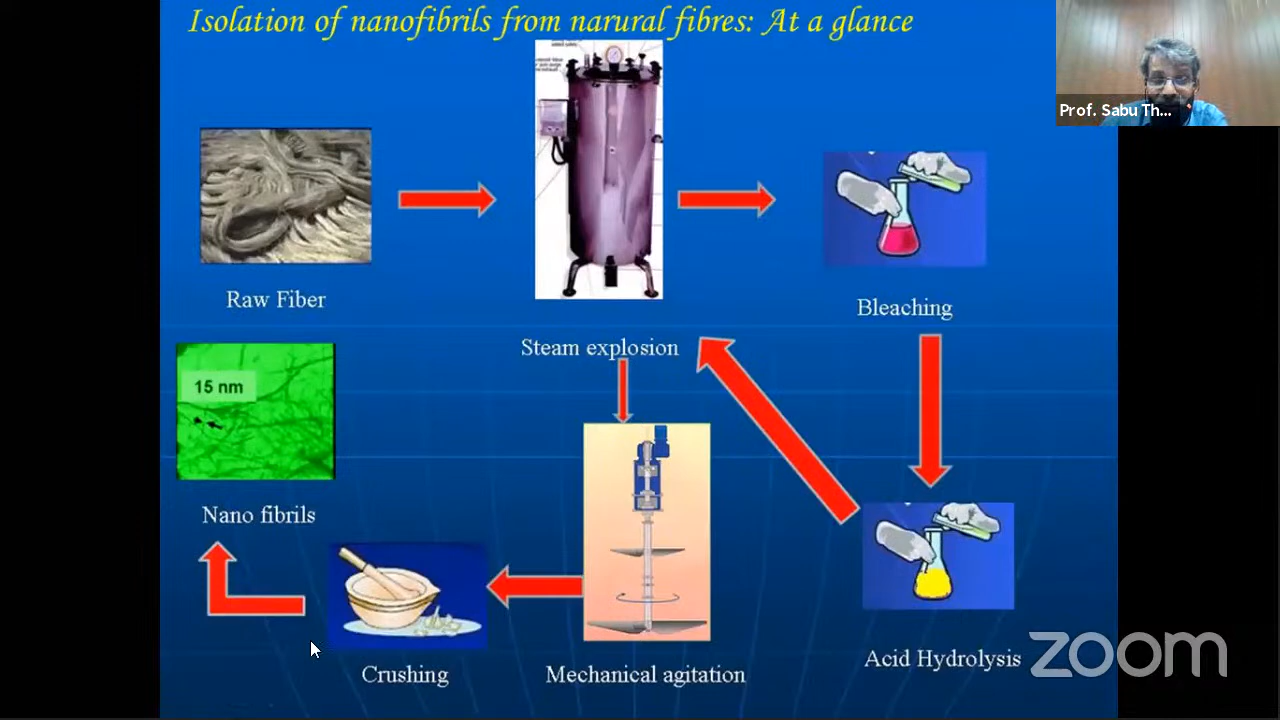 Isolation of nanofibrils from narural fibres: At a glance
Prof. Sabu Th...
Raw Fiber
Steam explosion
Bleaching
15 nm
Nano fibrils
Crushing
Mechanical agitation
Acid Hydrolysis
zoom